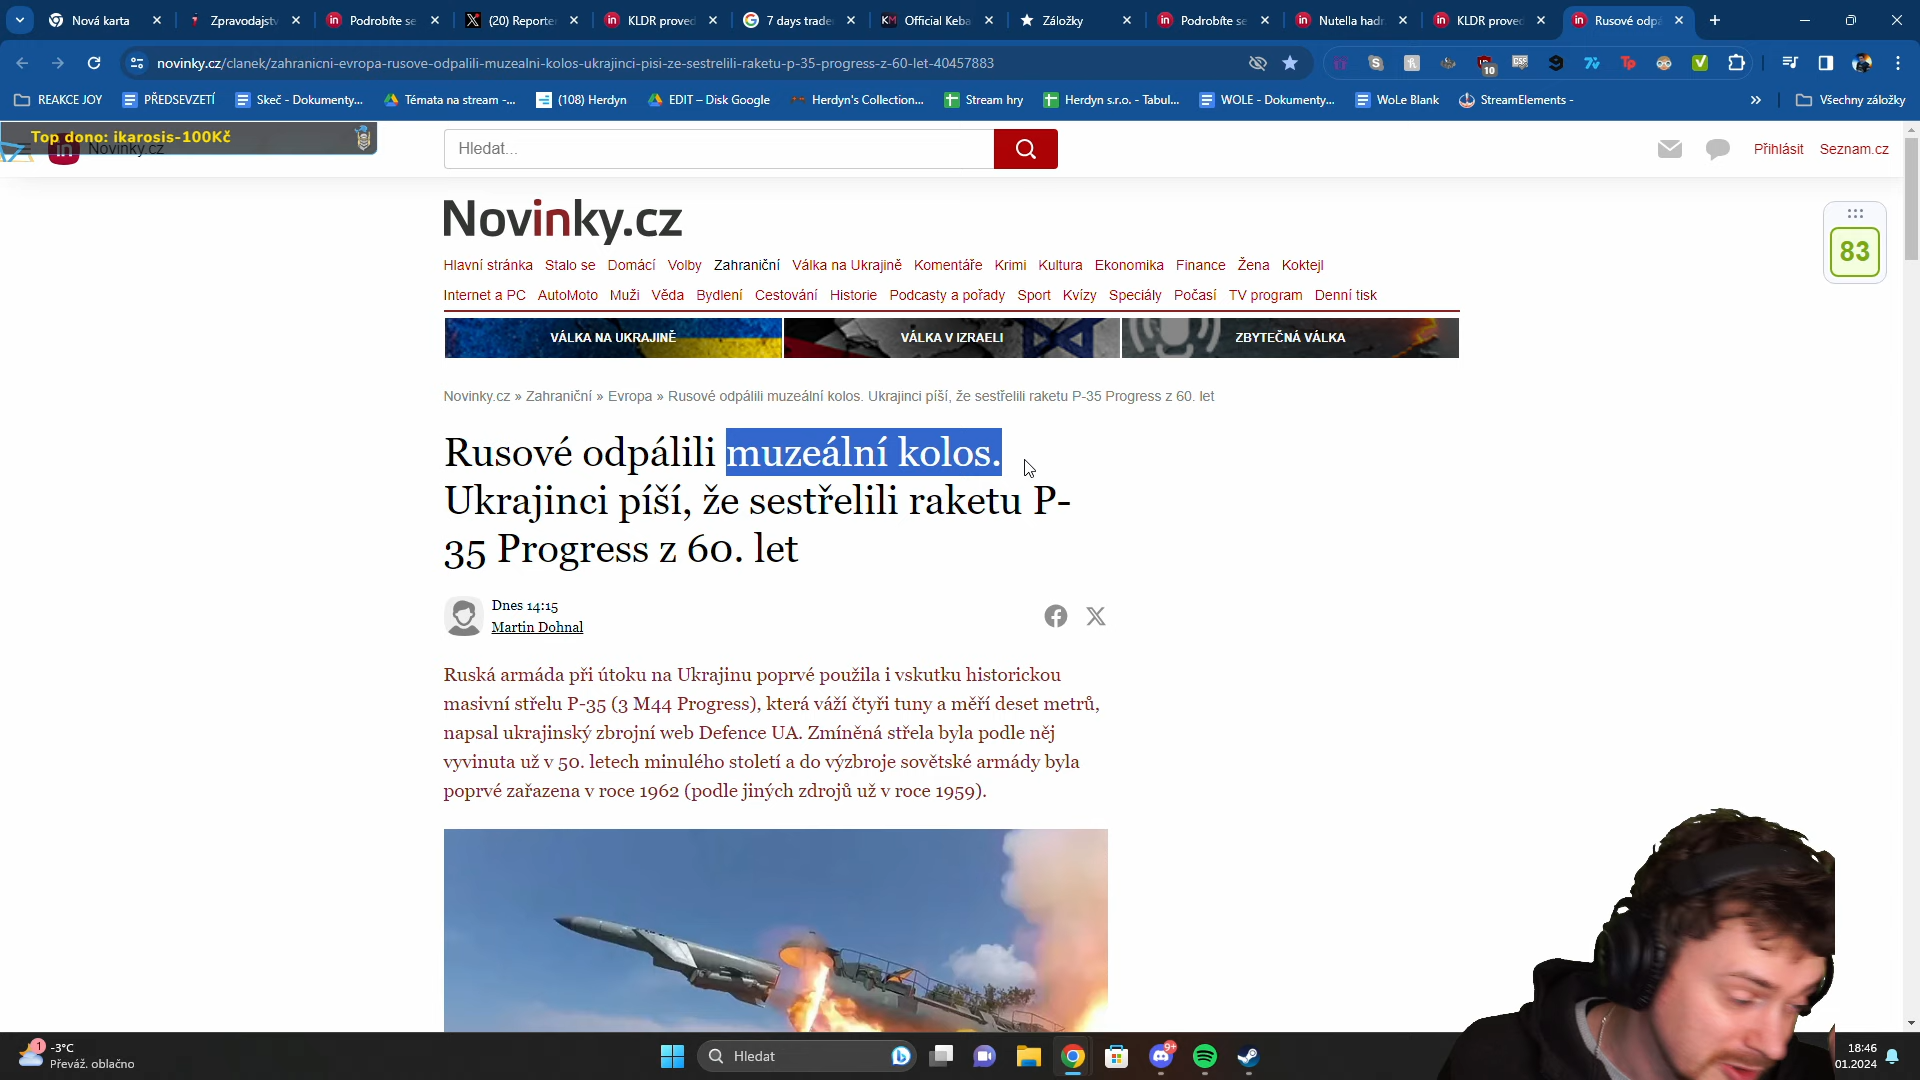 Nová karta
Zpravodajstv
Podrobíte se
(20) Reporte
KLDR proved
7 days trade
Official Keba
Záložky
Podrobíte se
Nutella hadr
KLDR proved
Rusové odpá
novinky.cz/clanek/zahranicni-evropa-rusove-odpalili-muzealni-kolos-ukrajinci-pisi-ze-sestrelili-raketu-p-35-progress-z-60-let-40457883
10
REAKCE JOY
PŘEDSEVZETÍ
Skeč - Dokumenty...
Témata na stream -...
(108) Herdyn
EDIT – Disk Google
Herdyn's Collection...
Stream hry
Herdyn s.r.o. - Tabul...
WOLE - Dokumenty...
WoLe Blank
StreamElements -
»
Všechny záložky
Top dono: ikarosis-100Kč
Novinky.cz
Hledat...
Přihlásit
Seznam.cz
Novinky.cz
83
Hlavní stránka Stalo se Domácí Volby Zahraniční Válka na Ukrajině Komentáře Krimi Kultura Ekonomika Finance Žena Koktejl
Internet a PC AutoMoto Muži Věda Bydlení Cestování Historie Podcasty a pořady Sport Kvízy Speciály Počasí TV program Denní tisk
VÁLKA NA UKRAJINĚ
VÁLKA V IZRAELI
ZBYTEČNÁ VÁLKA
Novinky.cz » Zahraniční » Evropa » Rusové odpálili muzeální kolos. Ukrajinci píší, že sestřelili raketu P-35 Progress z 60. let
Rusové odpálili muzeální kolos.
Ukrajinci píší, že sestřelili raketu P-
35 Progress z 60. let
Dnes 14:15
Martin Dohnal
Ruská armáda při útoku na Ukrajinu poprvé použila i vskutku historickou
masivní střelu P-35 (3 M44 Progress), která váží čtyři tuny a měří deset metrů,
napsal ukrajinský zbrojní web Defence UA. Zmíněná střela byla podle něj
vyvinuta už v 50. letech minulého století a do výzbroje sovětské armády byla
poprvé zařazena v roce 1962 (podle jiných zdrojů už v roce 1959).
1
-3°C
Převáž. oblačno
Hledat
9+
18:46
01.2024